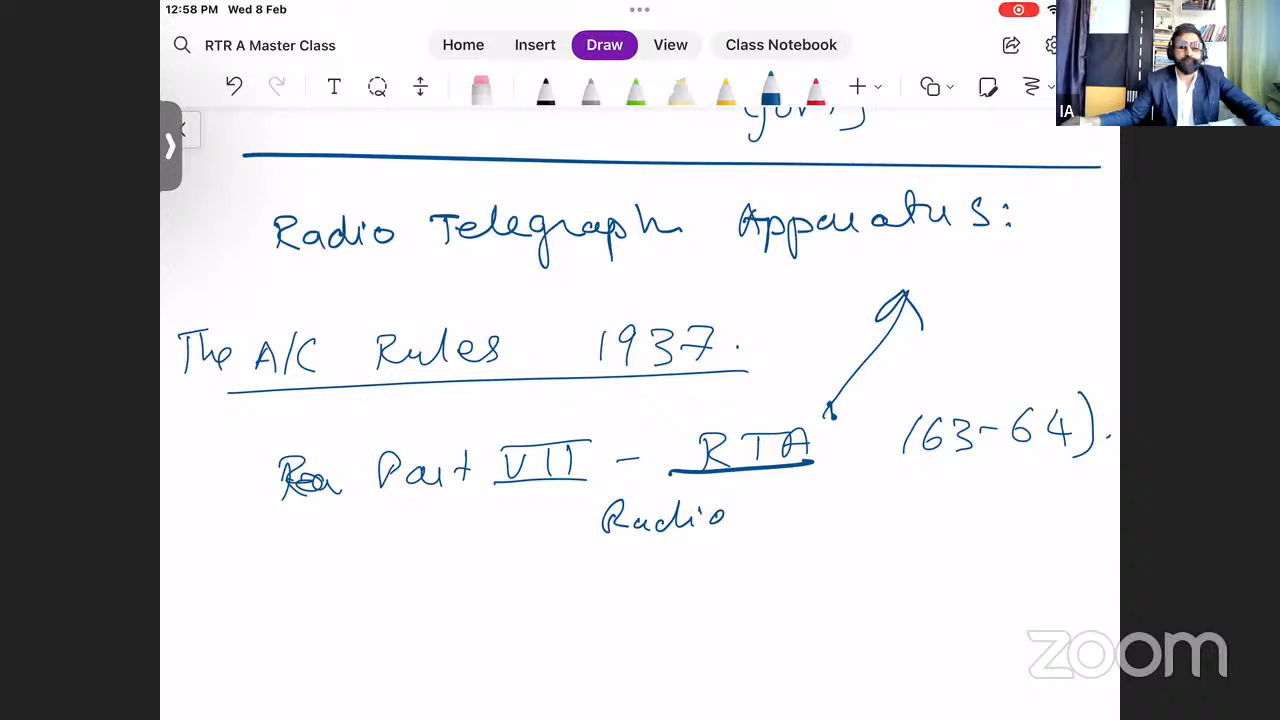 12:58 PM Wed 8 Feb
RTR A Master Class
Home Insert Draw View Class Notebook
T
IA
Radio Telegraph Apparatus:
The A/C Rules 1937.
Part VII - RTA (63-64).
Radio
zoom